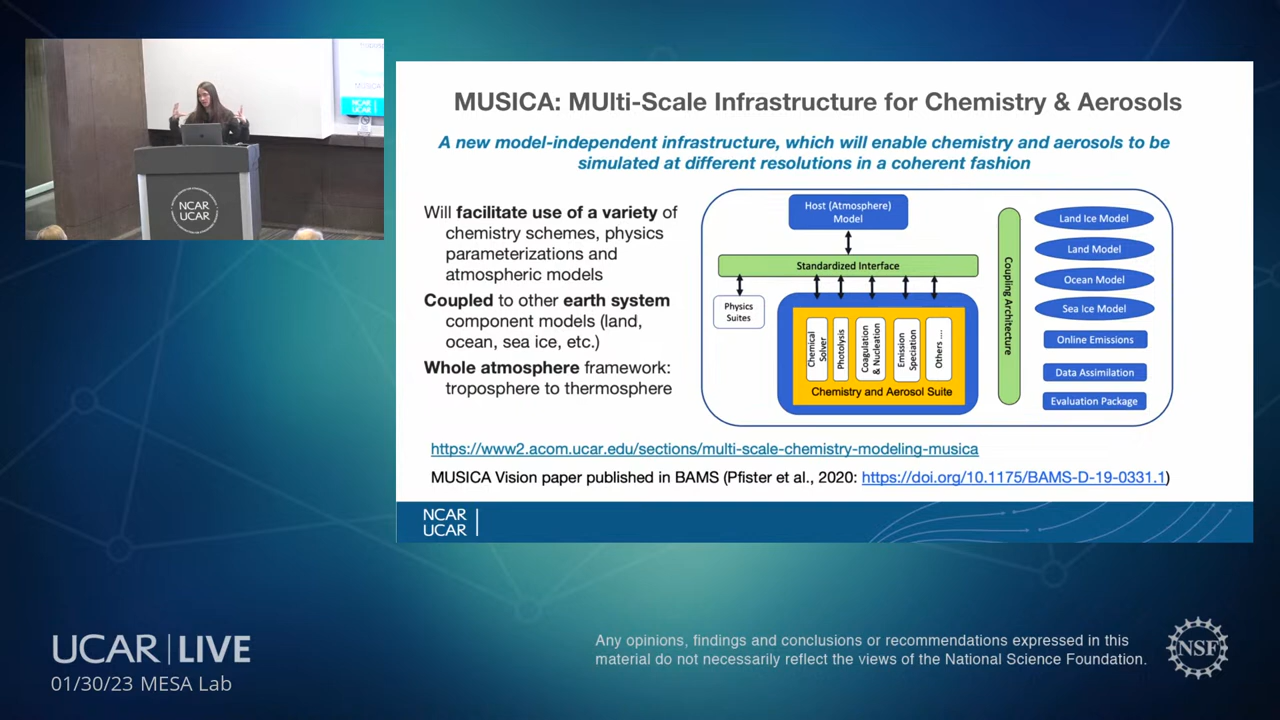 NCAR
UCAR
NCAR
UCAR
MUSICA: MUlti-Scale Infrastructure for Chemistry & Aerosols
A new model-independent infrastructure, which will enable chemistry and aerosols to be
simulated at different resolutions in a coherent fashion
Will facilitate use of a variety of
chemistry schemes, physics
parameterizations and
atmospheric models
Coupled to other earth system
component models (land,
ocean, sea ice, etc.)
Whole atmosphere framework:
troposphere to thermosphere
Host (Atmosphere)
Model
Standardized Interface
Physics
Suites
Chemical
Solver
Photolysis
Coagulation
& Nucleation
Emission
Speciation
Others ....
Chemistry and Aerosol Suite
Coupling Architecture
Land Ice Model
Land Model
Ocean Model
Sea Ice Model
Online Emissions
Data Assimilation
Evaluation Package
https://www2.acom.ucar.edu/sections/multi-scale-chemistry-modeling-musica
MUSICA Vision paper published in BAMS (Pfister et al., 2020: https://doi.org/10.1175/BAMS-D-19-0331.1)
NCAR
UCAR
UCAR | LIVE
01/30/23 MESA Lab
Any opinions, findings and conclusions or recommendations expressed in this
material do not necessarily reflect the views of the National Science Foundation.
NSF